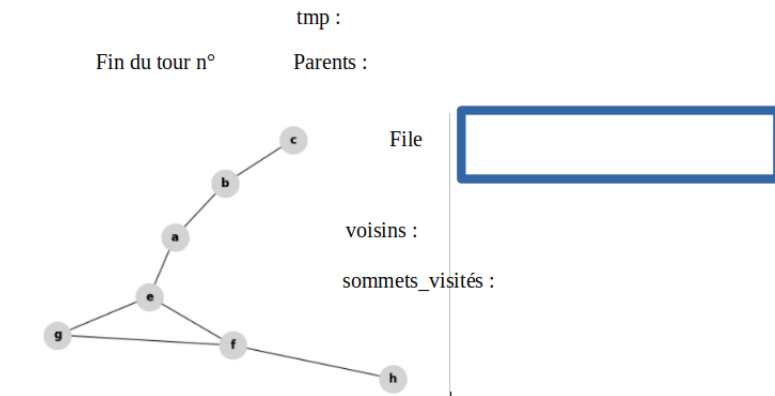 tmp :
Fin du tour n° Parents :
c
File
b
voisins :
a
sommets_visités :
e
g
f
h